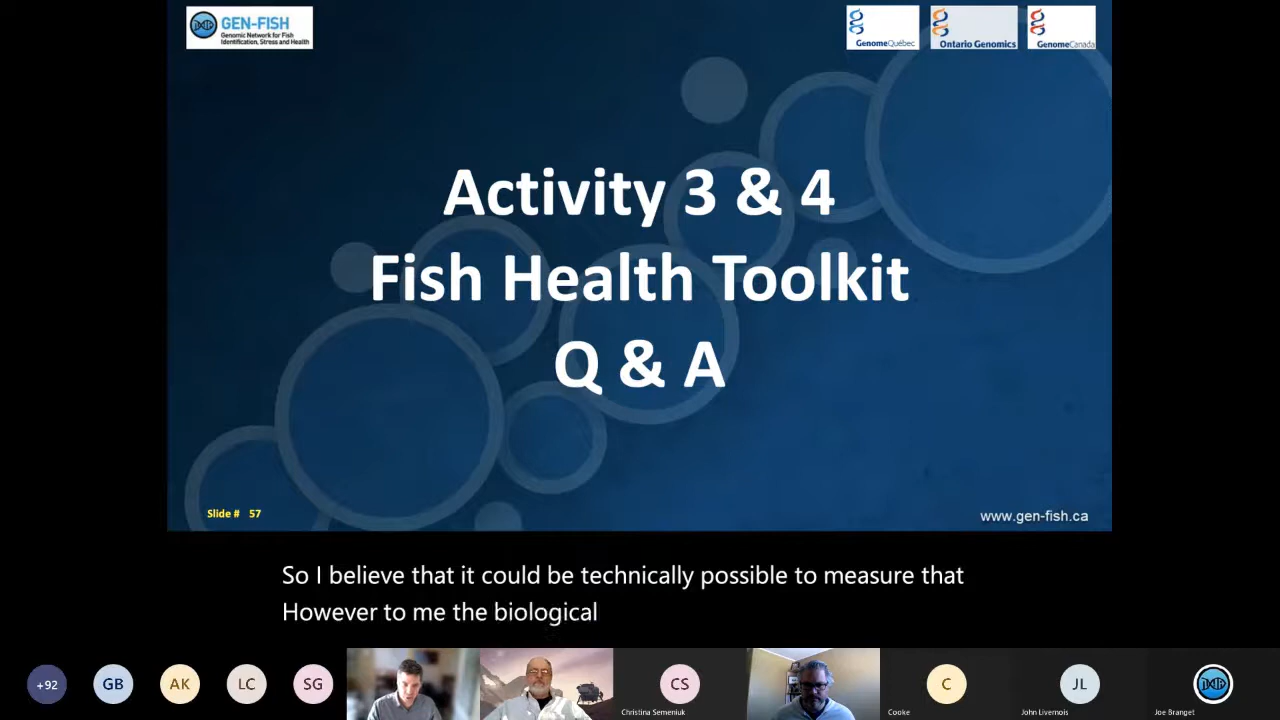 GEN-FISH
Genomic Network for Fish
Identification, Stress and Health
GenomeQuébec
Ontario Genomics
GenomeCanada
Activity 3 & 4
Fish Health Toolkit
Q & A
Slide # 57
www.gen-fish.ca
So I believe that it could be technically possible to measure that
However to me the biological
+92
GB
AK
LC
SG
CS
C
JL
Christina Semeniuk
Cooke
John Livernois
Joe Branget